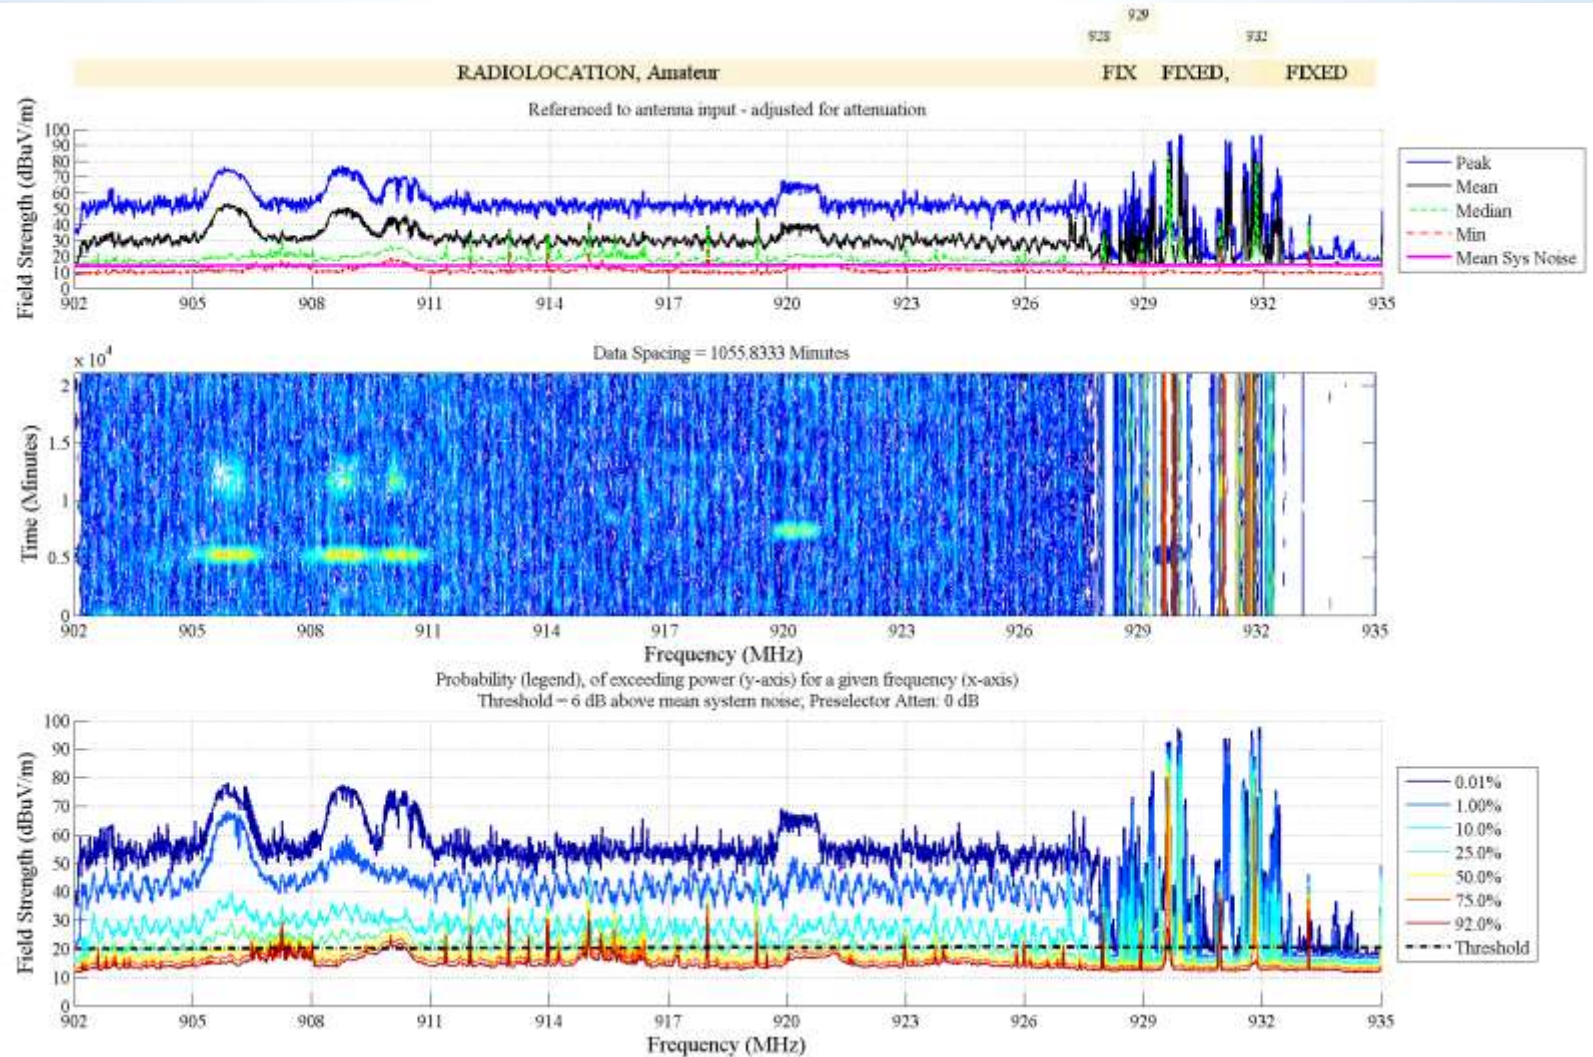 929
928 932
RADIOLOCATION, Amateur FIX FIXED, FIXED
Referenced to antenna input - adjusted for attenuation
Field Strength (dBuV/m)
100
90
80
70
60
50
40
30
20
10
0
902 905 908 911 914 917 920 923 926 929 932 935
Peak
Mean
Median
Min
Mean Sys Noise
x 10^4
Data Spacing = 1055.8333 Minutes
Time (Minutes)
2
1.5
1
0.5
0
902 905 908 911 914 917 920 923 926 929 932 935
Frequency (MHz)
Probability (legend), of exceeding power (y-axis) for a given frequency (x-axis)
Threshold = 6 dB above mean system noise; Preselector Atten: 0 dB
Field Strength (dBuV/m)
100
90
80
70
60
50
40
30
20
10
0
902 905 908 911 914 917 920 923 926 929 932 935
Frequency (MHz)
0.01%
1.00%
10.0%
25.0%
50.0%
75.0%
92.0%
Threshold